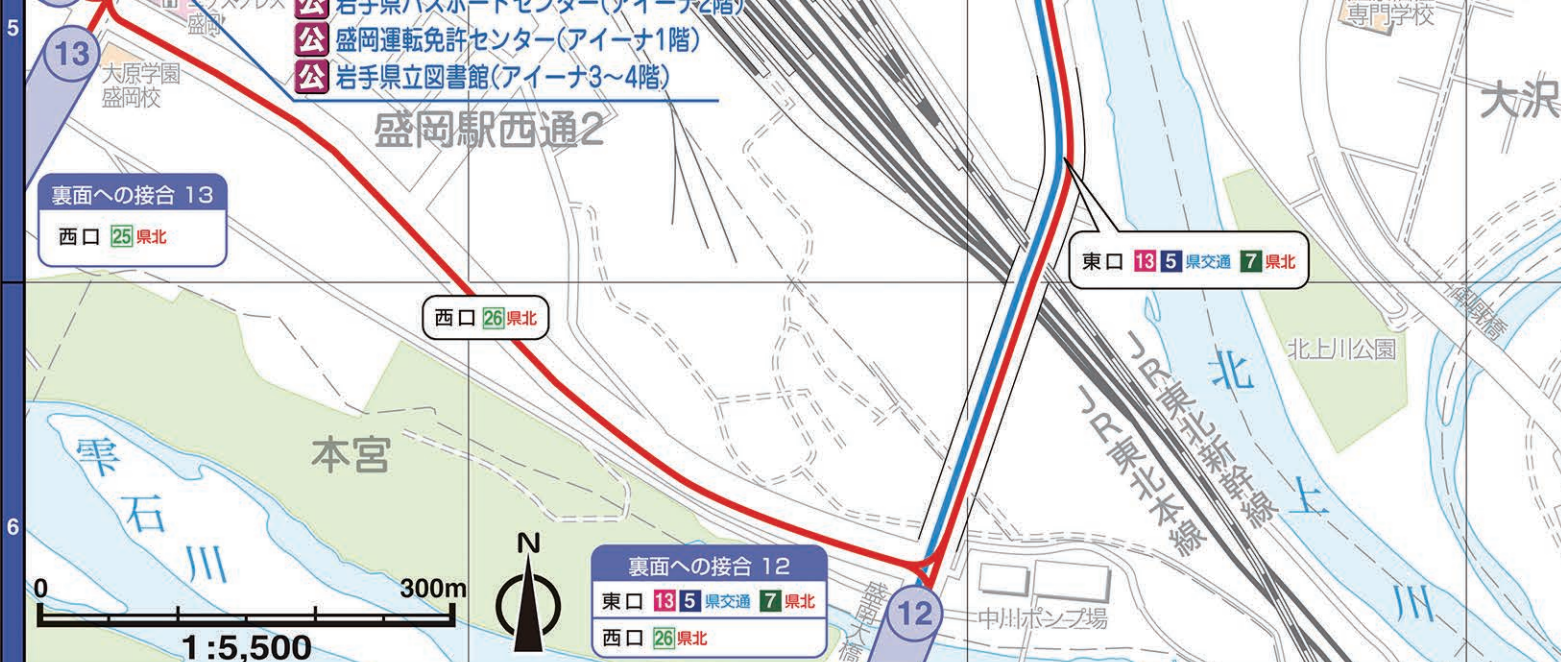 5
13
盛岡
公 岩手県パスポートセンター(アイーナ2階)
公 盛岡運転免許センター(アイーナ1階)
公 岩手県立図書館(アイーナ3〜4階)
専門学校
大原学園
盛岡校
盛岡駅西通2
大沢
裏面への接合 13
西口 25 県北
東口 13 5 県交通 7 県北
西口 26 県北
御厩橋
北上川公園
JR東北新幹線
JR東北本線
北上川
本宮
雫石川
6
N
0 300m
1:5,500
裏面への接合 12
東口 13 5 県交通 7 県北
西口 26 県北
盛南大橋
12
中川ポンプ場